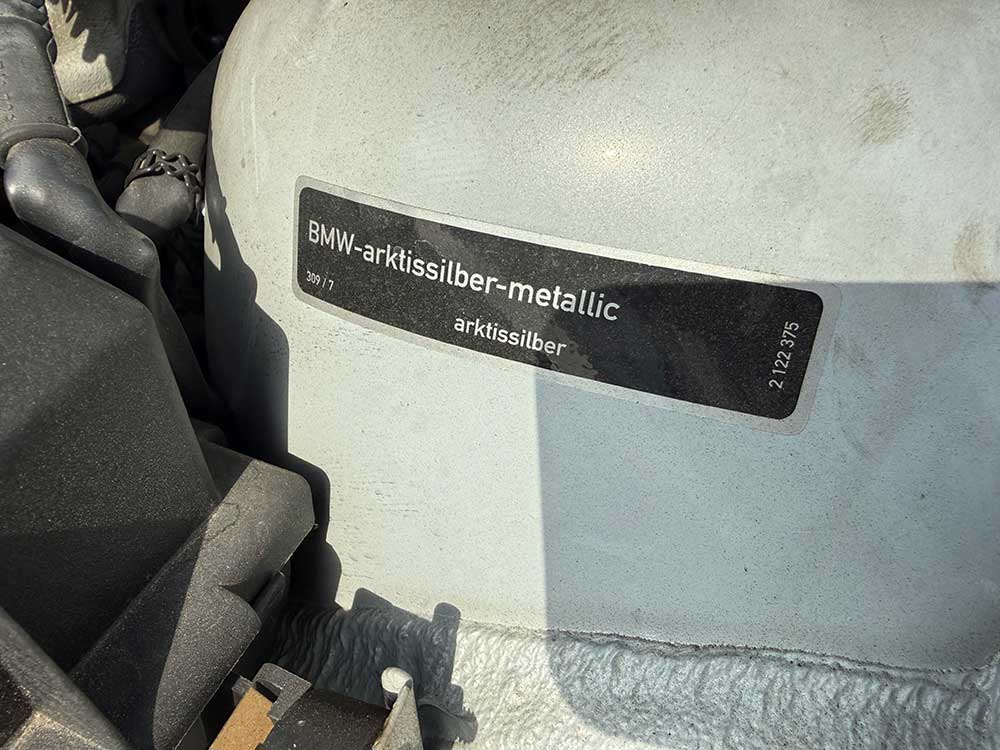 BMW-arktissilber-metallic
309 / 7
arktissilber
2 122 375